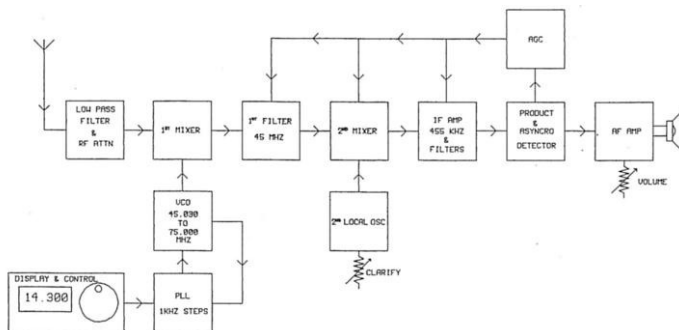 AGC
LOW PASS
FILTER
&
RF ATTN
1ST MIXER
1ST FILTER
45 MHZ
2ND MIXER
IF AMP
455 KHZ
&
FILTERS
PRODUCT
&
ASYNCRO
DETECTOR
AF AMP
VOLUME
VCO
45.030
TO
75.000
MHZ
2ND LOCAL OSC
CLARIFY
DISPLAY & CONTROL
14.300
PLL
1KHZ STEPS